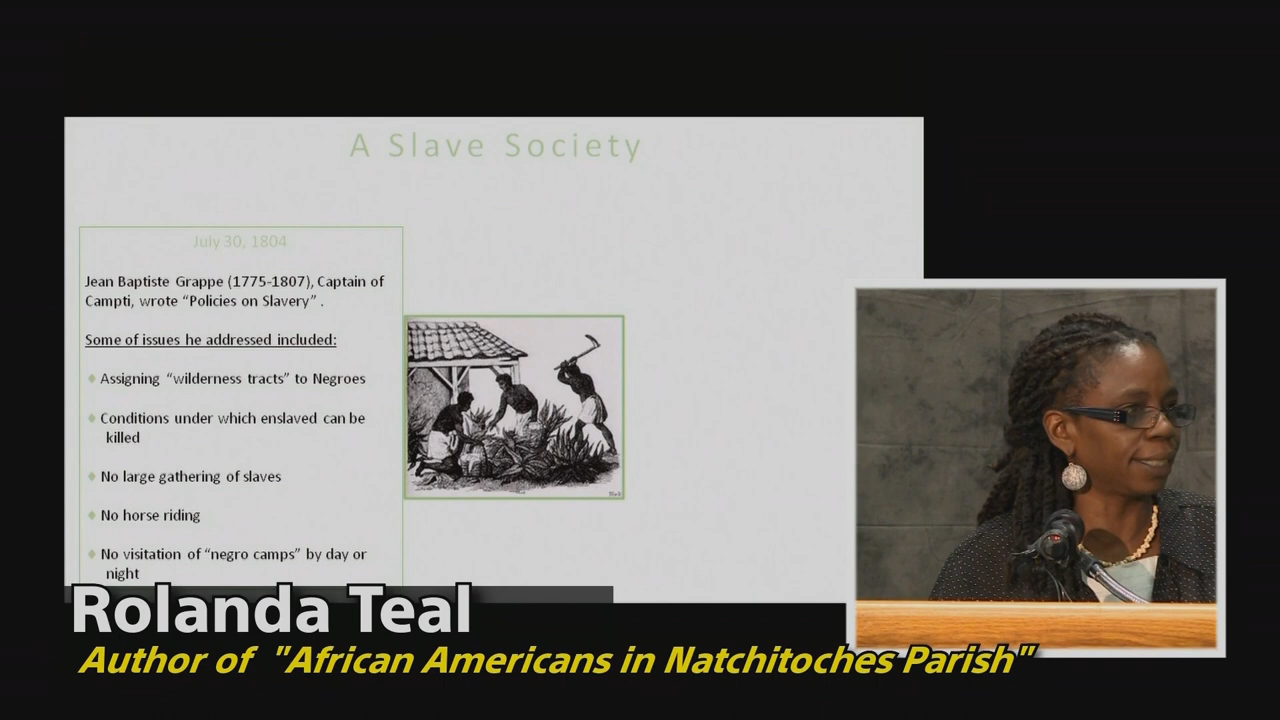 A Slave Society
July 30, 1804
Jean Baptiste Grappe (1775-1807), Captain of
Campti, wrote “Policies on Slavery” .
Some of issues he addressed included:
Assigning “wilderness tracts” to Negroes
Conditions under which enslaved can be
killed
No large gathering of slaves
No horse riding
No visitation of “negro camps” by day or
night
Rolanda Teal
Author of "African Americans in Natchitoches Parish"